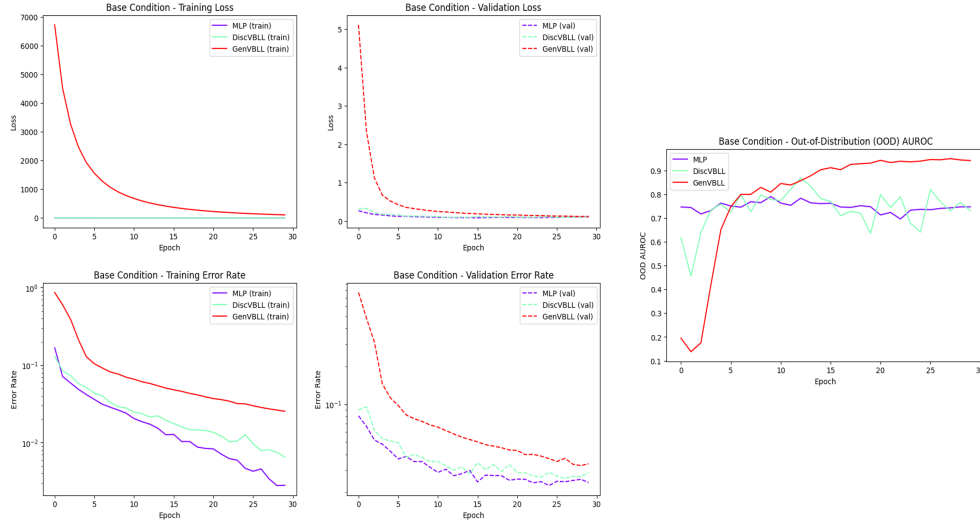 Base Condition - Training Loss
7000
6000
5000
4000
3000
2000
1000
0
Loss
0 5 10 15 20 25 30
Epoch
MLP (train)
DiscVBLL (train)
GenVBLL (train)
Base Condition - Validation Loss
5
4
3
2
1
0
Loss
0 5 10 15 20 25 30
Epoch
MLP (val)
DiscVBLL (val)
GenVBLL (val)
Base Condition - Out-of-Distribution (OOD) AUROC
0.9
0.8
0.7
0.6
0.5
0.4
0.3
0.2
0.1
OOD AUROC
0 5 10 15 20 25 30
Epoch
MLP
DiscVBLL
GenVBLL
Base Condition - Training Error Rate
10⁰
10⁻¹
10⁻²
Error Rate
0 5 10 15 20 25 30
Epoch
MLP (train)
DiscVBLL (train)
GenVBLL (train)
Base Condition - Validation Error Rate
10⁻¹
Error Rate
0 5 10 15 20 25 30
Epoch
MLP (val)
DiscVBLL (val)
GenVBLL (val)